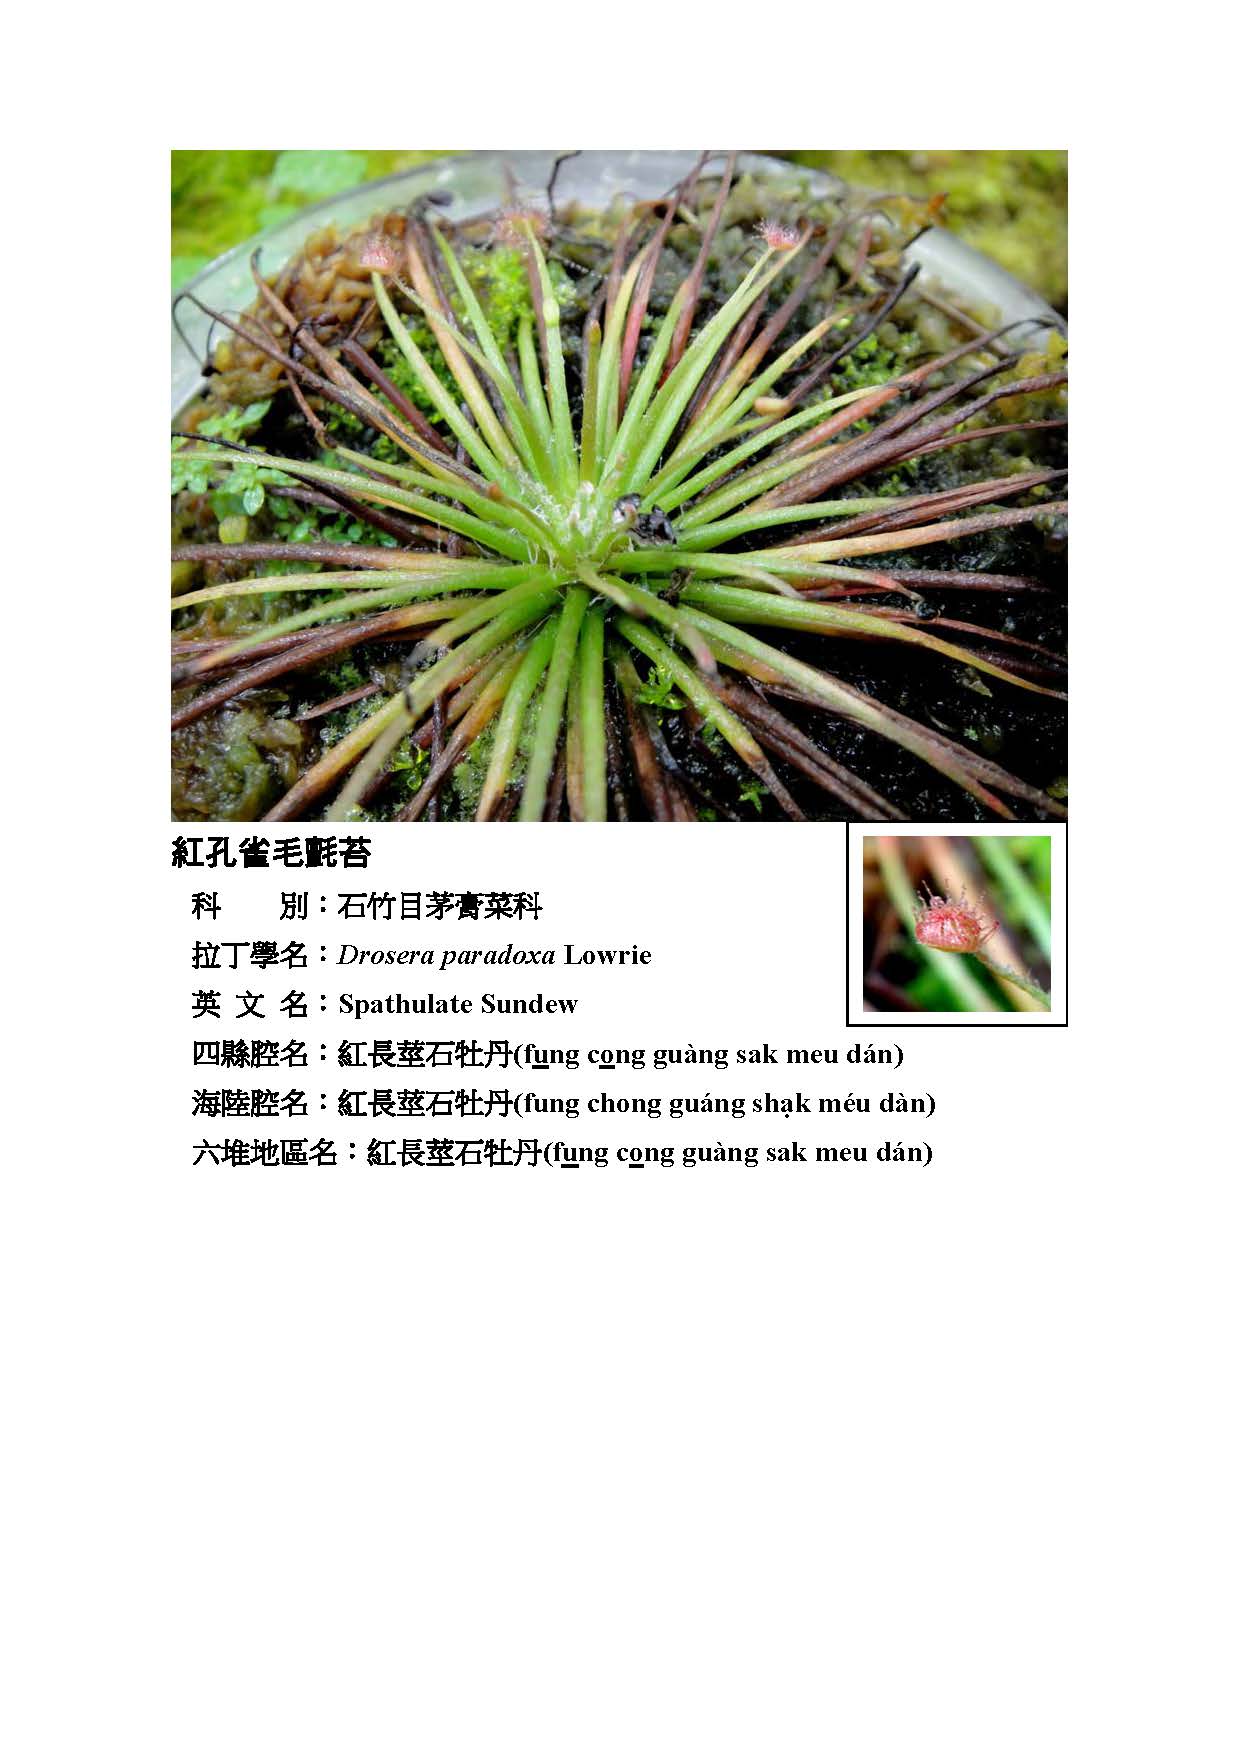 紅孔雀毛氈苔
科　　別：石竹目茅膏菜科
拉丁學名：Drosera paradoxa Lowrie
英 文 名：Spathulate Sundew
四縣腔名：紅長莖石牡丹(fung cong guàng sak meu dán)
海陸腔名：紅長莖石牡丹(fung chong guáng shạk méu dàn)
六堆地區名：紅長莖石牡丹(fung cong guàng sak meu dán)